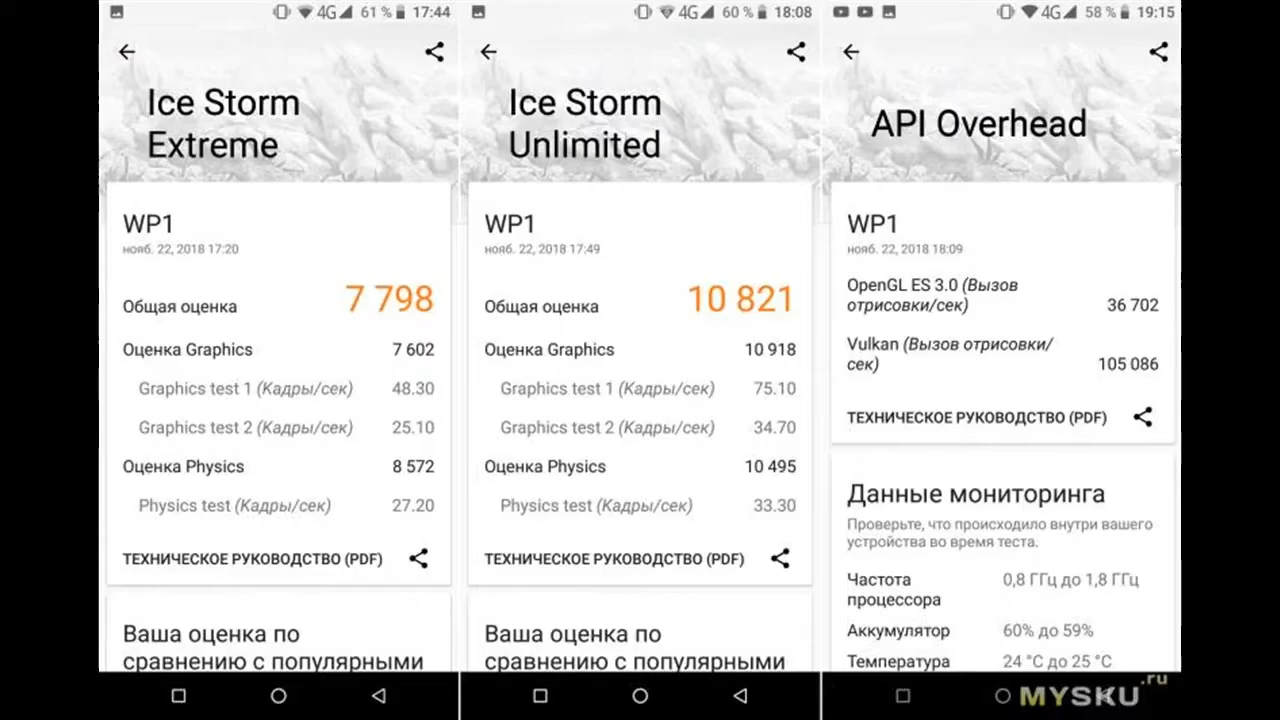 4G 61 % 17:44
Ice Storm
Extreme
WP1
нояб. 22, 2018 17:20
Общая оценка 7 798
Оценка Graphics 7 602
Graphics test 1 (Кадры/сек) 48.30
Graphics test 2 (Кадры/сек) 25.10
Оценка Physics 8 572
Physics test (Кадры/сек) 27.20
ТЕХНИЧЕСКОЕ РУКОВОДСТВО (PDF)
Ваша оценка по
сравнению с популярными
4G 60 % 18:08
Ice Storm
Unlimited
WP1
нояб. 22, 2018 17:49
Общая оценка 10 821
Оценка Graphics 10 918
Graphics test 1 (Кадры/сек) 75.10
Graphics test 2 (Кадры/сек) 34.70
Оценка Physics 10 495
Physics test (Кадры/сек) 33.30
ТЕХНИЧЕСКОЕ РУКОВОДСТВО (PDF)
Ваша оценка по
сравнению с популярными
4G 58 % 19:15
API Overhead
WP1
нояб. 22, 2018 18:09
OpenGL ES 3.0 (Вызов
отрисовки/сек) 36 702
Vulkan (Вызов отрисовки/
сек) 105 086
ТЕХНИЧЕСКОЕ РУКОВОДСТВО (PDF)
Данные мониторинга
Проверьте, что происходило внутри вашего
устройства во время теста.
Частота 0,8 ГГц до 1,8 ГГц
процессора
Аккумулятор 60% до 59%
Температура 24 °C до 25 °C
MYSKU.ru